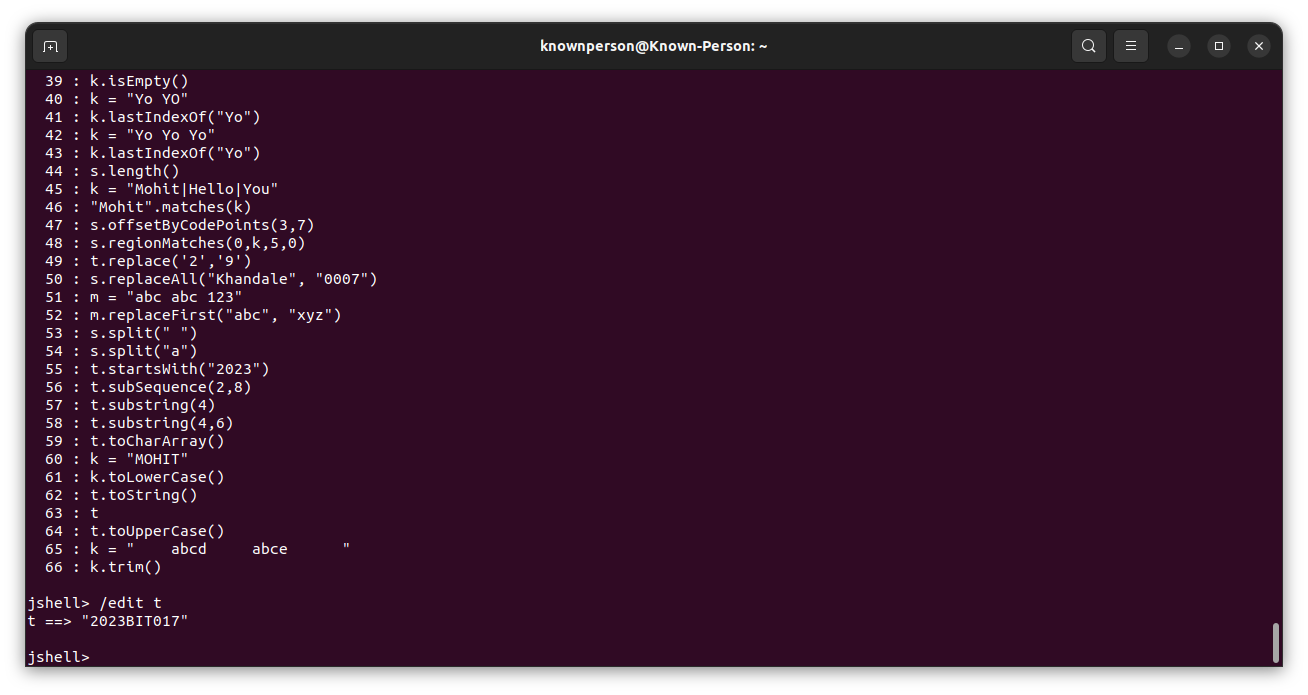 knownperson@Known-Person: ~
39 : k.isEmpty()
40 : k = "Yo YO"
41 : k.lastIndexOf("Yo")
42 : k = "Yo Yo Yo"
43 : k.lastIndexOf("Yo")
44 : s.length()
45 : k = "Mohit|Hello|You"
46 : "Mohit".matches(k)
47 : s.offsetByCodePoints(3,7)
48 : s.regionMatches(0,k,5,0)
49 : t.replace('2','9')
50 : s.replaceAll("Khandale", "0007")
51 : m = "abc abc 123"
52 : m.replaceFirst("abc", "xyz")
53 : s.split(" ")
54 : s.split("a")
55 : t.startsWith("2023")
56 : t.subSequence(2,8)
57 : t.substring(4)
58 : t.substring(4,6)
59 : t.toCharArray()
60 : k = "MOHIT"
61 : k.toLowerCase()
62 : t.toString()
63 : t
64 : t.toUpperCase()
65 : k = "    abcd     abce      "
66 : k.trim()
jshell> /edit t
t ==> "2023BIT017"
jshell>